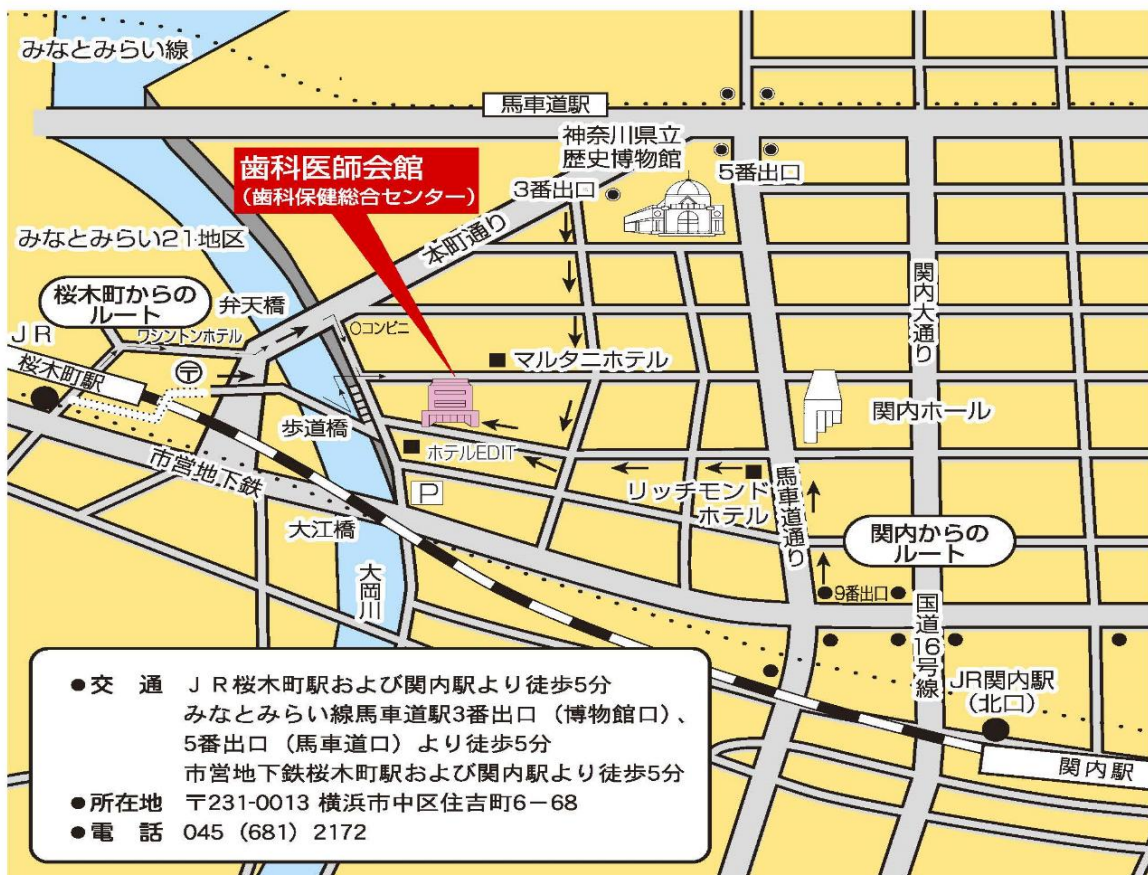 みなとみらい線
馬車道駅
神奈川県立
歴史博物館
5番出口
3番出口
歯科医師会館
(歯科保健総合センター)
本町通り
みなとみらい21地区
桜木町からの
ルート
弁天橋
ワシントンホテル
○コンビニ
関内大通り
JR
桜木町駅
〒
マルタニホテル
歩道橋
関内ホール
ホテルEDIT
市営地下鉄
P
リッチモンド
ホテル
馬車道通り
大江橋
関内からの
ルート
大岡川
9番出口
国道16号線
JR関内駅
(北口)
関内駅
●交 通 JR桜木町駅および関内駅より徒歩5分
みなとみらい線馬車道駅3番出口(博物館口)、
5番出口(馬車道口)より徒歩5分
市営地下鉄桜木町駅および関内駅より徒歩5分
●所在地 〒231-0013 横浜市中区住吉町6-68
●電 話 045(681)2172